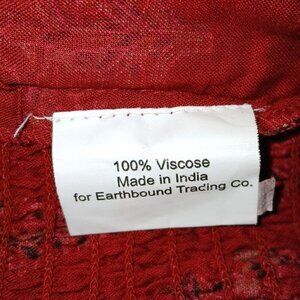 100% Viscose
Made in India
for Earthbound Trading Co.